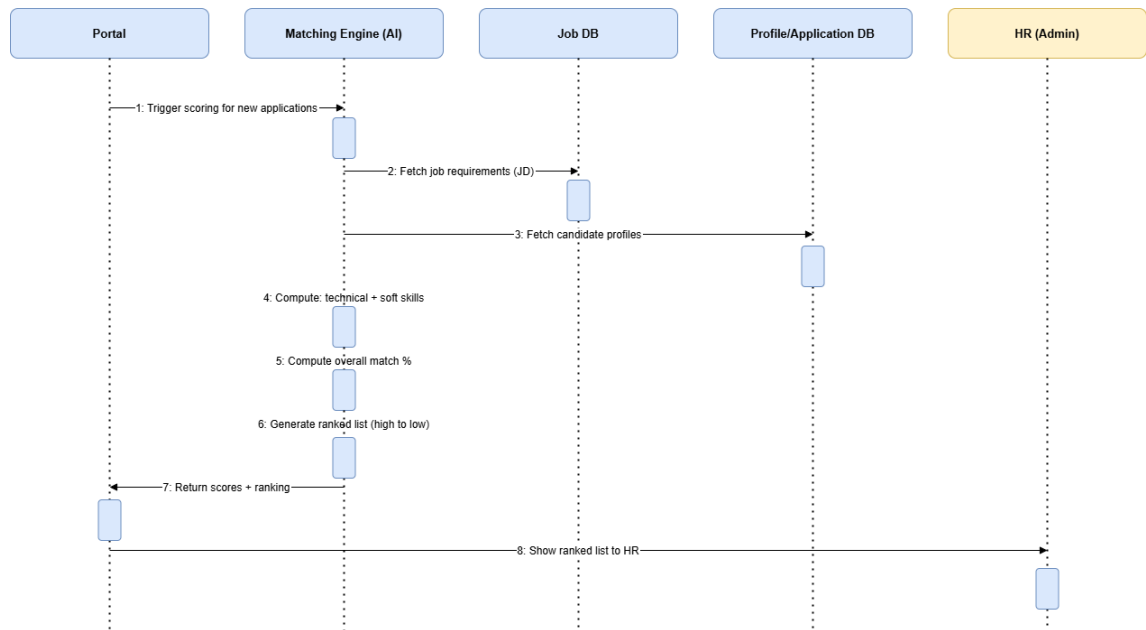 Portal
Matching Engine (AI)
Job DB
Profile/Application DB
HR (Admin)
1: Trigger scoring for new applications
2: Fetch job requirements (JD)
3: Fetch candidate profiles
4: Compute: technical + soft skills
5: Compute overall match %
6: Generate ranked list (high to low)
7: Return scores + ranking
8: Show ranked list to HR